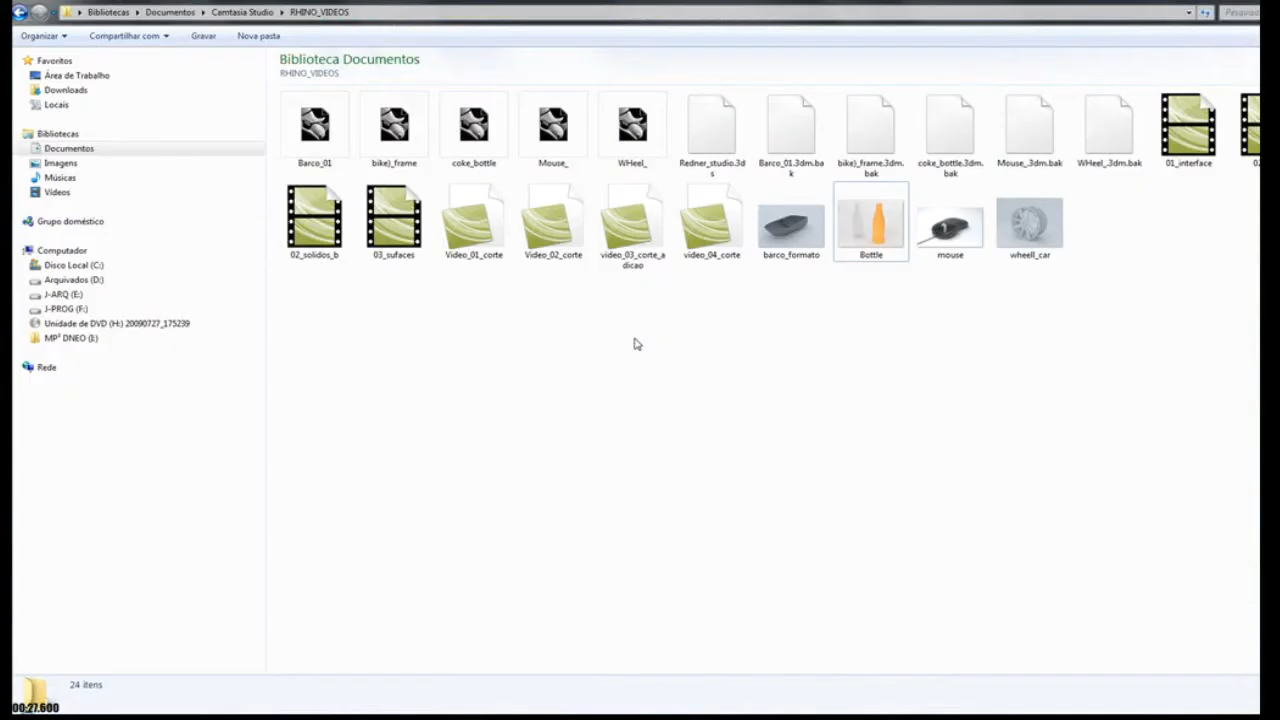 Bibliotecas Documentos Camtasia Studio RHINO_VIDEOS
Organizar Compartilhar com Gravar Nova pasta
Favoritos
Área de Trabalho
Downloads
Locais
Bibliotecas
Documentos
Imagens
Músicas
Vídeos
Grupo doméstico
Computador
Disco Local (C:)
Arquivados (D:)
J-ARQ (E:)
J-PROG (F:)
Unidade de DVD (H:) 20090727_175239
MP³ DNEO (I:)
Rede
Biblioteca Documentos
RHINO_VIDEOS
Barco_01
bike)_frame
coke_bottle
Mouse_
WHeel_
Redner_studio.3d
s
Barco_01.3dm.ba
k
bike)_frame.3dm.
bak
coke_bottle.3dm.
bak
Mouse_.3dm.bak
WHeel_.3dm.bak
01_interface
02_solidos_b
03_sufaces
Video_01_corte
Video_02_corte
video_03_corte_a
dicao
video_04_corte
barco_formato
Bottle
mouse
wheell_car
24 itens
00:27.600